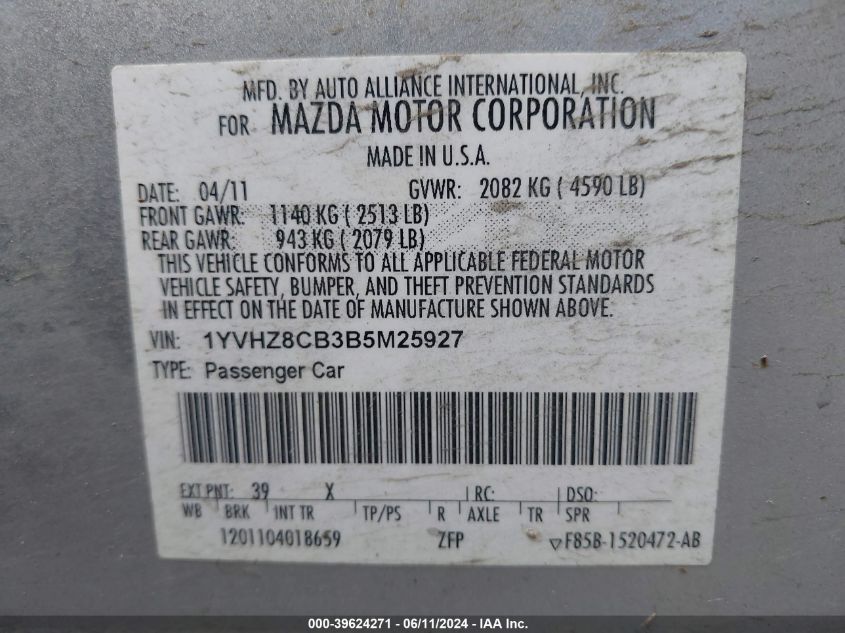 MFD. BY AUTO ALLIANCE INTERNATIONAL, INC.
FOR MAZDA MOTOR CORPORATION
MADE IN U.S.A.
DATE: 04/11 GVWR: 2082 KG ( 4590 LB)
FRONT GAWR: 1140 KG ( 2513 LB)
REAR GAWR: 943 KG ( 2079 LB)
THIS VEHICLE CONFORMS TO ALL APPLICABLE FEDERAL MOTOR
VEHICLE SAFETY, BUMPER, AND THEFT PREVENTION STANDARDS
IN EFFECT ON THE DATE OF MANUFACTURE SHOWN ABOVE.
VIN: 1YVHZ8CB3B5M25927
TYPE: Passenger Car
EXT PNT: 39 X RC: DSO:
WB BRK INT TR TP/PS R AXLE TR SPR
1201104018659 ZFP ▽F85B-1520472-AB
000-39624271 - 06/11/2024 - IAA Inc.